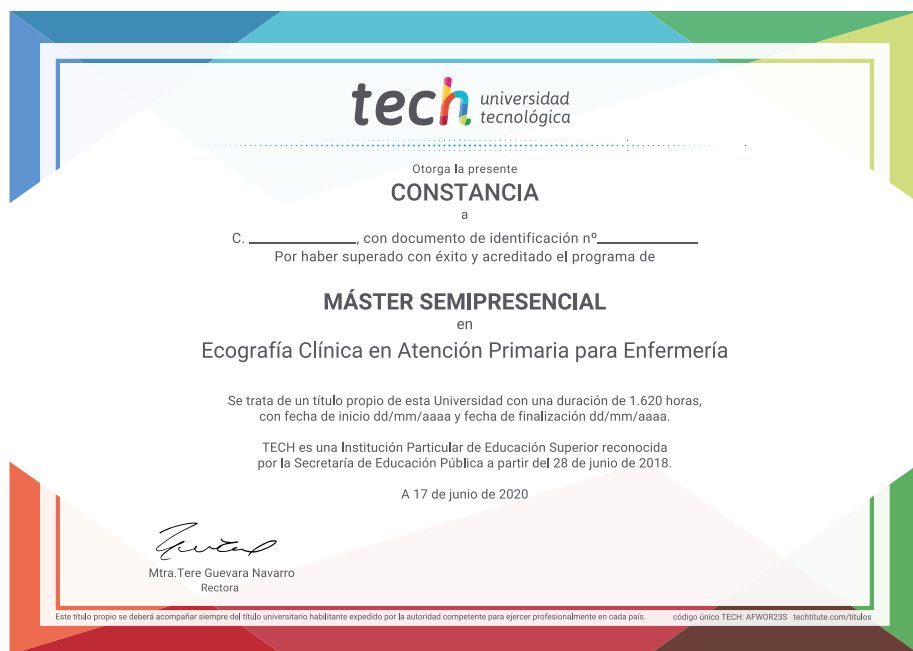 tech universidad
tecnológica
Otorga la presente
CONSTANCIA
a
C. ____________, con documento de identificación nº____________
Por haber superado con éxito y acreditado el programa de
MÁSTER SEMIPRESENCIAL
en
Ecografía Clínica en Atención Primaria para Enfermería
Se trata de un título propio de esta Universidad con una duración de 1.620 horas,
con fecha de inicio dd/mm/aaaa y fecha de finalización dd/mm/aaaa.
TECH es una Institución Particular de Educación Superior reconocida
por la Secretaría de Educación Pública a partir del 28 de junio de 2018.
A 17 de junio de 2020
Mtra.Tere Guevara Navarro
Rectora
Este título propio se deberá acompañar siempre del título universitario habilitante expedido por la autoridad competente para ejercer profesionalmente en cada país. código único TECH: AFWOR23S techtitute.com/titulos